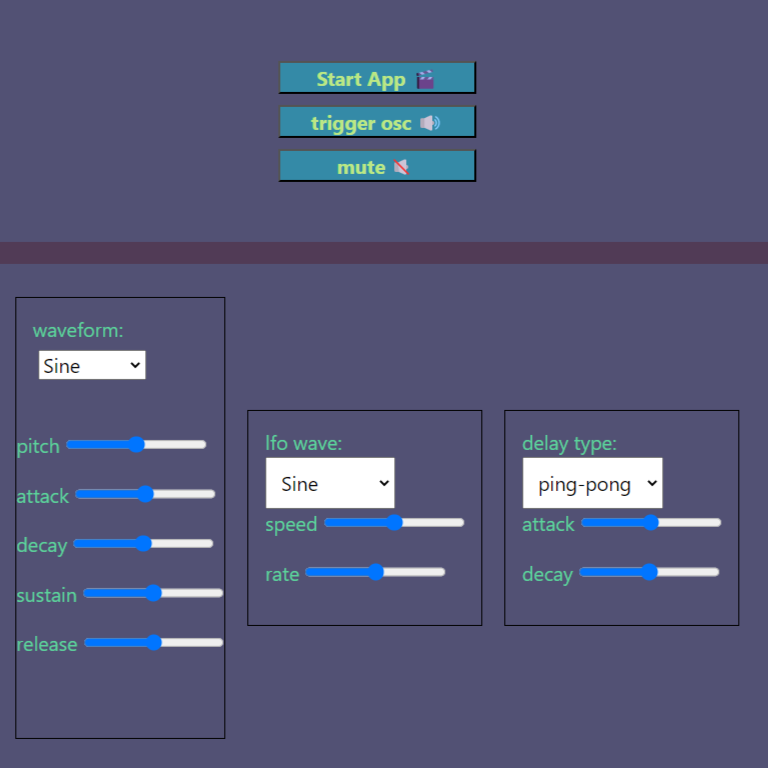 Start App 🎬
trigger osc 🔊
mute 🔇
waveform:
Sine
pitch
attack
decay
sustain
release
lfo wave:
Sine
speed
rate
delay type:
ping-pong
attack
decay